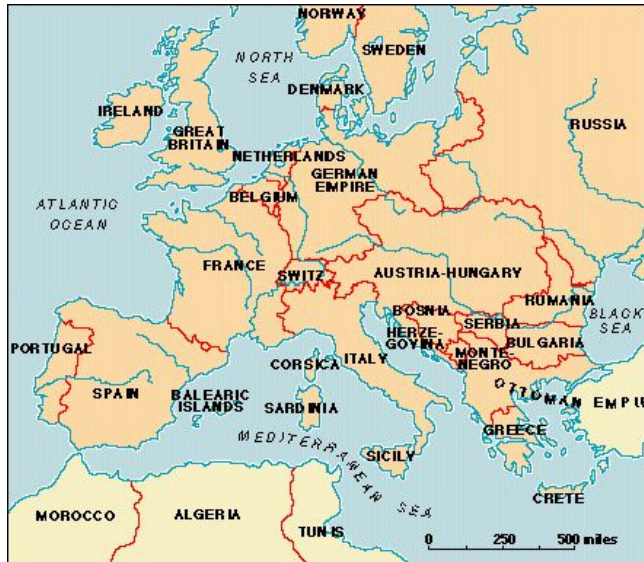 NORWAY
SWEDEN
NORTH
SEA
DENMARK
IRELAND
GREAT
BRITAIN
RUSSIA
NETHERLANDS
GERMAN
EMPIRE
BELGIUM
ATLANTIC
OCEAN
FRANCE
SWITZ
AUSTRIA-HUNGARY
RUMANIA
BLACK
SEA
BOSNIA
HERZE-
GOVINA
SERBIA
BULGARIA
MONTE-
NEGRO
PORTUGAL
SPAIN
BALEARIC
ISLANDS
CORSICA
ITALY
SARDINIA
OTTOMAN EMPI
GREECE
MEDITERRANEAN SEA
SICILY
CRETE
MOROCCO
ALGERIA
TUNIS
0 250 500 miles